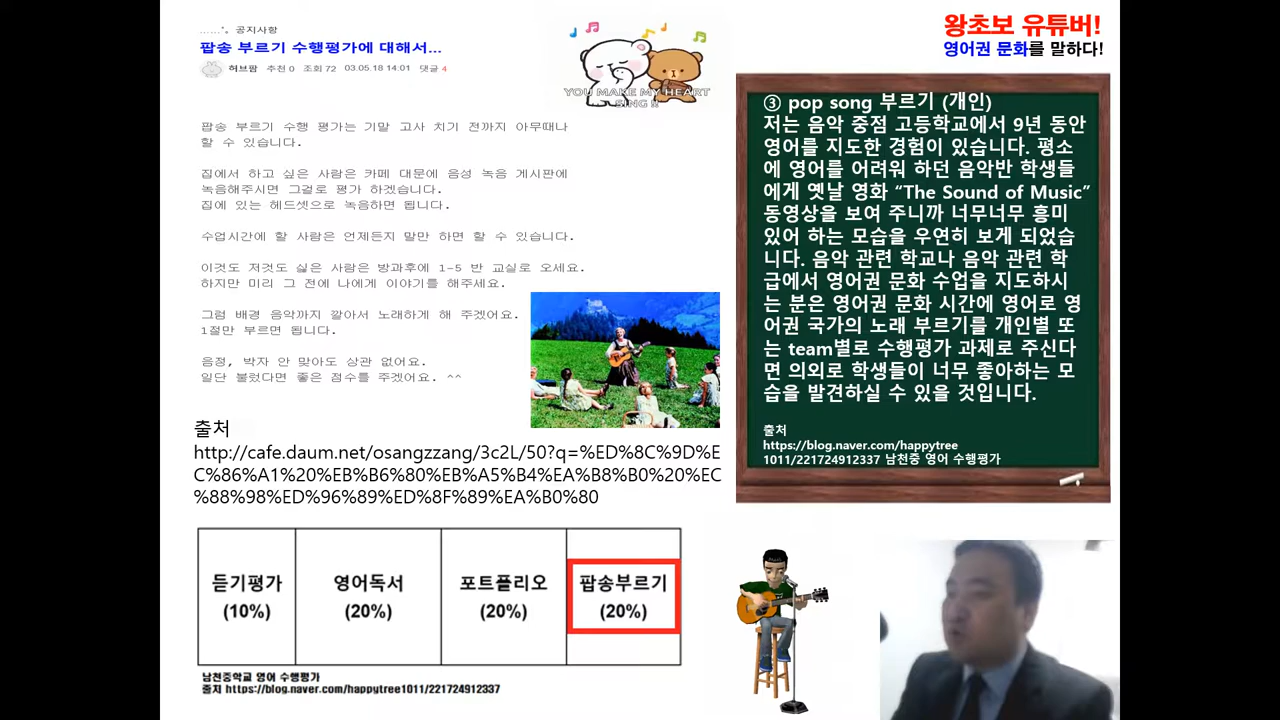 ......˚。공지사항
팝송 부르기 수행평가에 대해서...
허브팜 추천 0 조회 72 03.05.18 14:01 댓글 4
팝송 부르기 수행 평가는 기말 고사 치기 전까지 아무때나
할 수 있습니다.
집에서 하고 싶은 사람은 카페 대문에 음성 녹음 게시판에
녹음해주시면 그걸로 평가 하겠습니다.
집에 있는 헤드셋으로 녹음하면 됩니다.
수업시간에 할 사람은 언제든지 말만 하면 할 수 있습니다.
이것도 저것도 싫은 사람은 방과후에 1-5 반 교실로 오세요.
하지만 미리 그 전에 나에게 이야기를 해주세요.
그럼 배경 음악까지 깔아서 노래하게 해 주겠어요.
1절만 부르면 됩니다.
음정, 박자 안 맞아도 상관 없어요.
일단 불렀다면 좋은 점수를 주겠어요. ^^
출처
http://cafe.daum.net/osangzzang/3c2L/50?q=%ED%8C%9D%E
C%86%A1%20%EB%B6%80%EB%A5%B4%EA%B8%B0%20%EC
%88%98%ED%96%89%ED%8F%89%EA%B0%80
YOU MAKE MY HEART
SING !!
왕초보 유튜버!
영어권 문화를 말하다!
③ pop song 부르기 (개인)
저는 음악 중점 고등학교에서 9년 동안
영어를 지도한 경험이 있습니다. 평소
에 영어를 어려워 하던 음악반 학생들
에게 옛날 영화 “The Sound of Music”
동영상을 보여 주니까 너무너무 흥미
있어 하는 모습을 우연히 보게 되었습
니다. 음악 관련 학교나 음악 관련 학
급에서 영어권 문화 수업을 지도하시
는 분은 영어권 문화 시간에 영어로 영
어권 국가의 노래 부르기를 개인별 또
는 team별로 수행평가 과제로 주신다
면 의외로 학생들이 너무 좋아하는 모
습을 발견하실 수 있을 것입니다.
출처
https://blog.naver.com/happytree
1011/221724912337 남천중 영어 수행평가
듣기평가 영어독서 포트폴리오 팝송부르기
(10%) (20%) (20%) (20%)
남천중학교 영어 수행평가
출처 https://blog.naver.com/happytree1011/221724912337